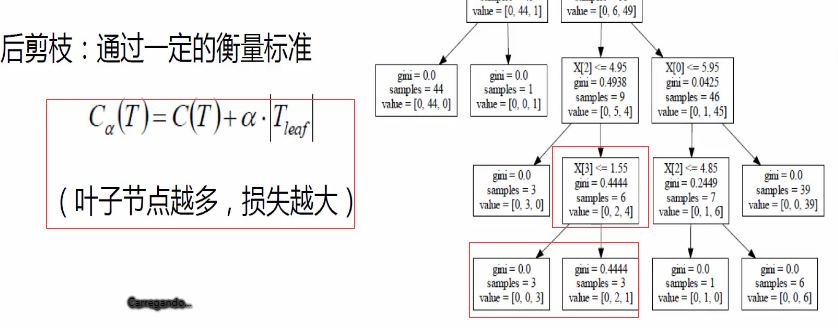 后剪枝：通过一定的衡量标准
Cα(T)=C(T)+α·|Tleaf|
（叶子节点越多，损失越大）
Carregando...
value = [0, 44, 1]
value = [0, 6, 49]
gini = 0.0
samples = 44
value = [0, 44, 0]
gini = 0.0
samples = 1
value = [0, 0, 1]
X[2] <= 4.95
gini = 0.4938
samples = 9
value = [0, 5, 4]
X[0] <= 5.95
gini = 0.0425
samples = 46
value = [0, 1, 45]
gini = 0.0
samples = 3
value = [0, 3, 0]
X[3] <= 1.55
gini = 0.4444
samples = 6
value = [0, 2, 4]
X[2] <= 4.85
gini = 0.2449
samples = 7
value = [0, 1, 6]
gini = 0.0
samples = 39
value = [0, 0, 39]
gini = 0.0
samples = 3
value = [0, 0, 3]
gini = 0.4444
samples = 3
value = [0, 2, 1]
gini = 0.0
samples = 1
value = [0, 1, 0]
gini = 0.0
samples = 6
value = [0, 0, 6]